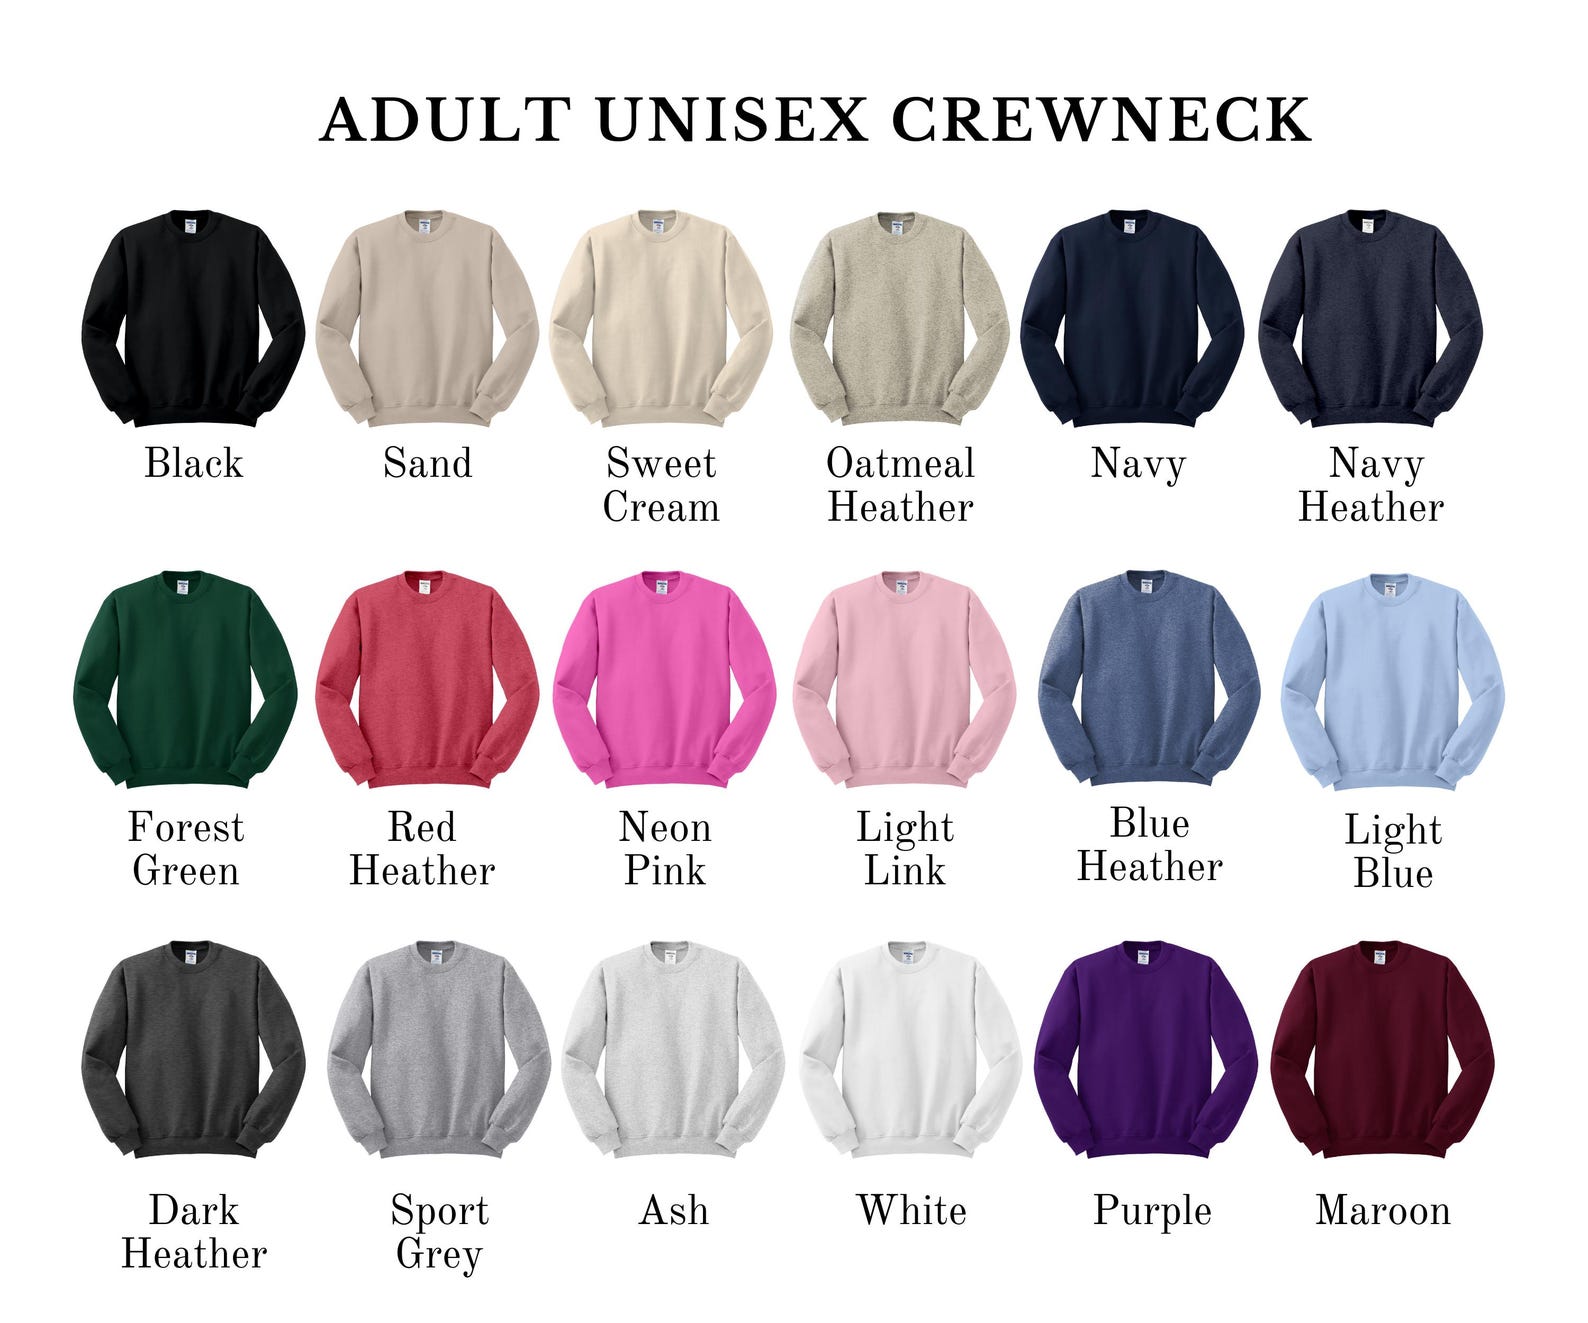 ADULT UNISEX CREWNECK
Black
Sand
Sweet
Cream
Oatmeal
Heather
Navy
Navy
Heather
Forest
Green
Red
Heather
Neon
Pink
Light
Link
Blue
Heather
Light
Blue
Dark
Heather
Sport
Grey
Ash
White
Purple
Maroon